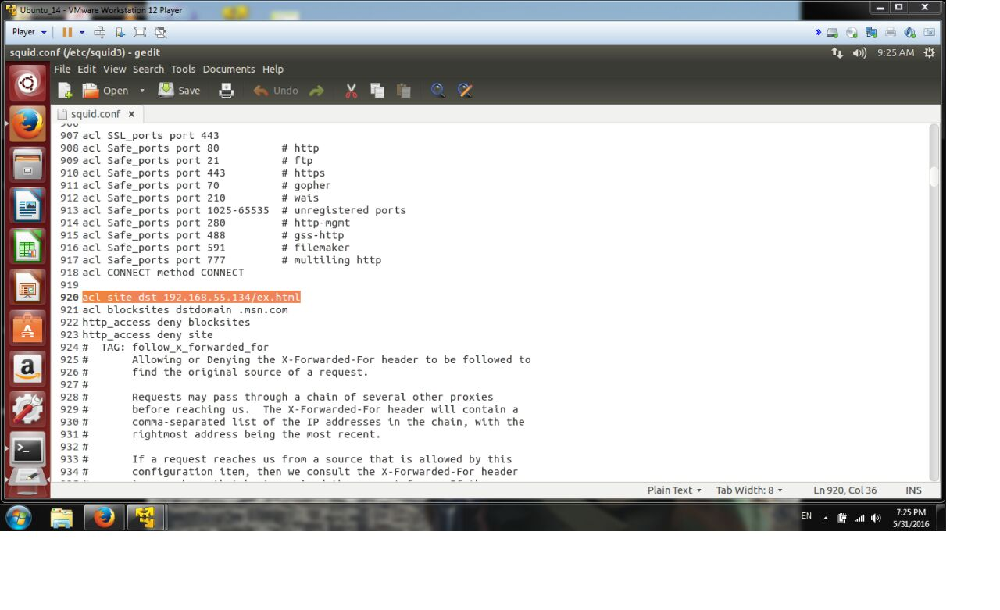 Ubuntu_14 - VMware Workstation 12 Player
Player
squid.conf (/etc/squid3) - gedit
9:25 AM
File Edit View Search Tools Documents Help
Open Save Undo
squid.conf ×
907 acl SSL_ports port 443
908 acl Safe_ports port 80 # http
909 acl Safe_ports port 21 # ftp
910 acl Safe_ports port 443 # https
911 acl Safe_ports port 70 # gopher
912 acl Safe_ports port 210 # wais
913 acl Safe_ports port 1025-65535 # unregistered ports
914 acl Safe_ports port 280 # http-mgmt
915 acl Safe_ports port 488 # gss-http
916 acl Safe_ports port 591 # filemaker
917 acl Safe_ports port 777 # multiling http
918 acl CONNECT method CONNECT
919
920 acl site dst 192.168.55.134/ex.html
921 acl blocksites dstdomain .msn.com
922 http_access deny blocksites
923 http_access deny site
924 # TAG: follow_x_forwarded_for
925 # Allowing or Denying the X-Forwarded-For header to be followed to
926 # find the original source of a request.
927 #
928 # Requests may pass through a chain of several other proxies
929 # before reaching us. The X-Forwarded-For header will contain a
930 # comma-separated list of the IP addresses in the chain, with the
931 # rightmost address being the most recent.
932 #
933 # If a request reaches us from a source that is allowed by this
934 # configuration item, then we consult the X-Forwarded-For header
Plain Text Tab Width: 8 Ln 920, Col 36 INS
EN
7:25 PM
5/31/2016